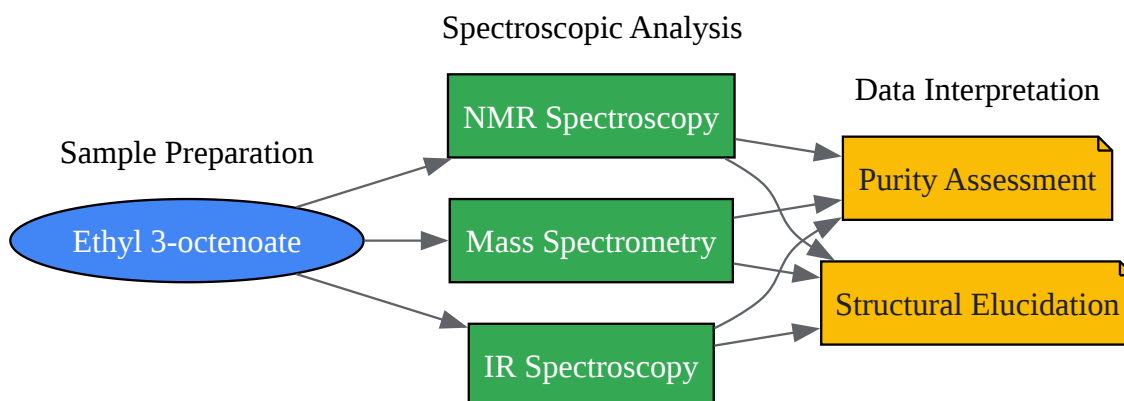 Spectroscopic Analysis
Data Interpretation
Sample Preparation
NMR Spectroscopy
Purity Assessment
Ethyl 3-octenoate
Mass Spectrometry
Structural Elucidation
IR Spectroscopy